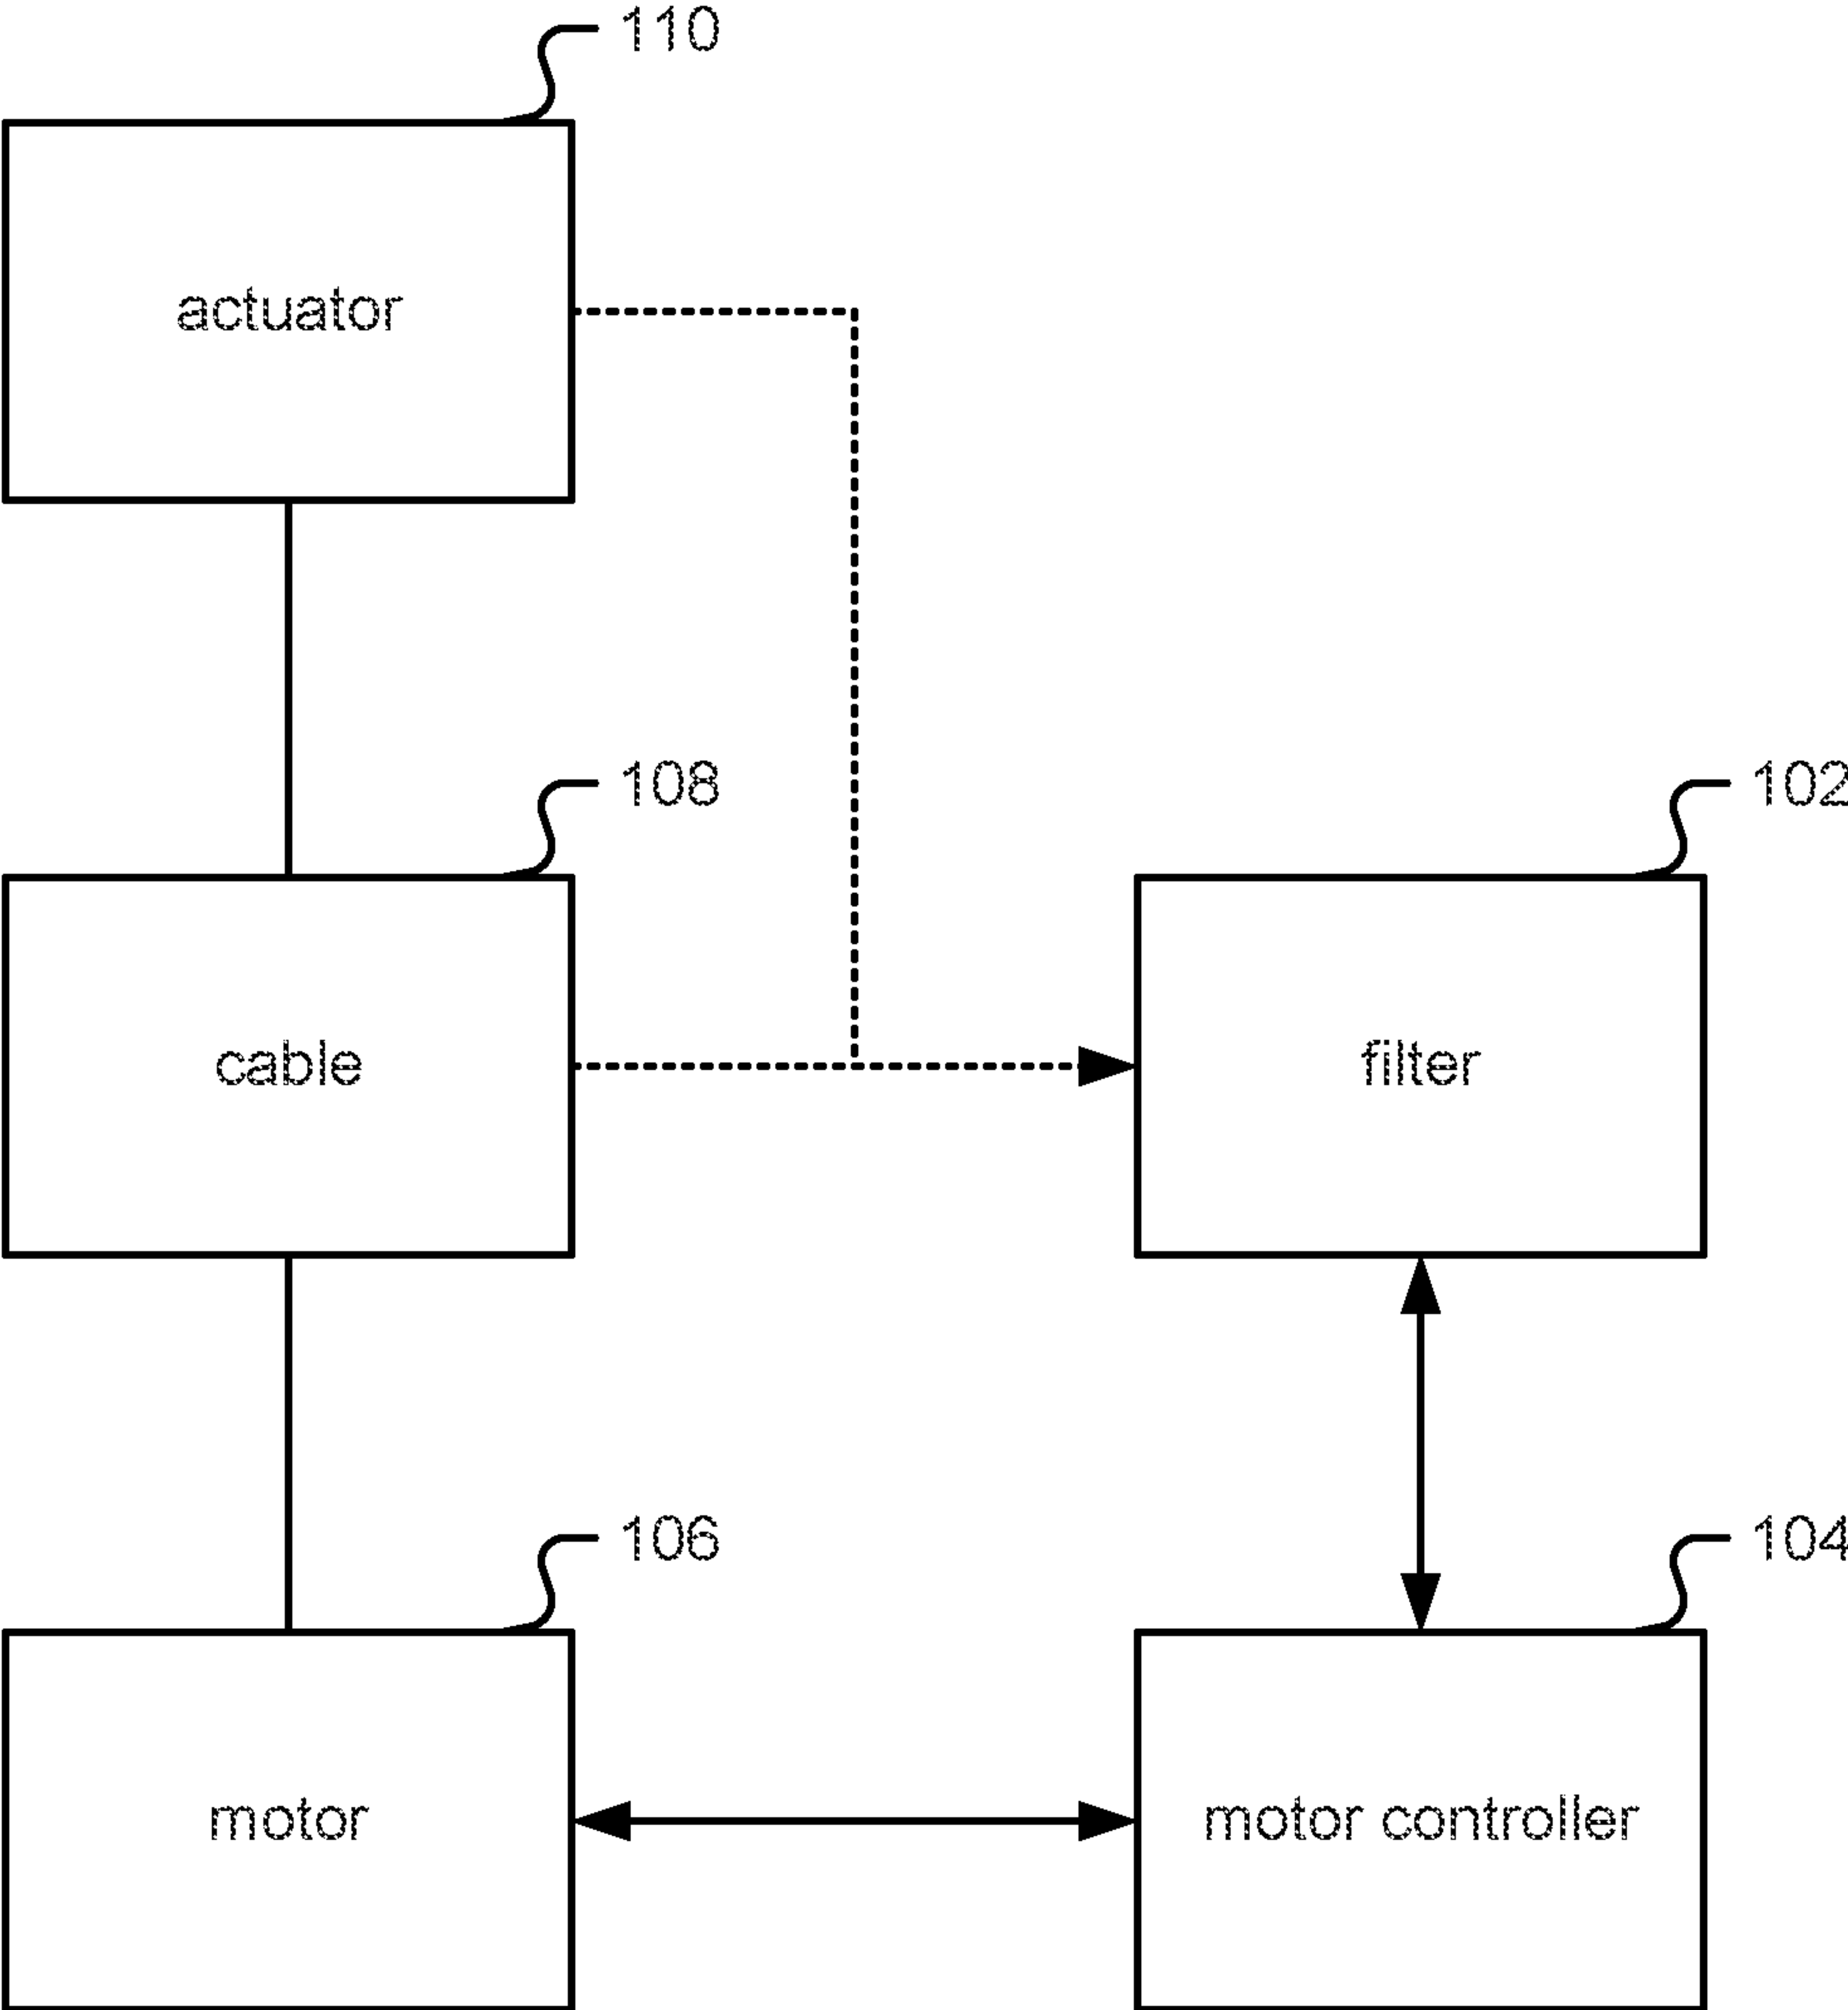 110
actuator
108
102
cable
filter
106
104
motor
motor controller